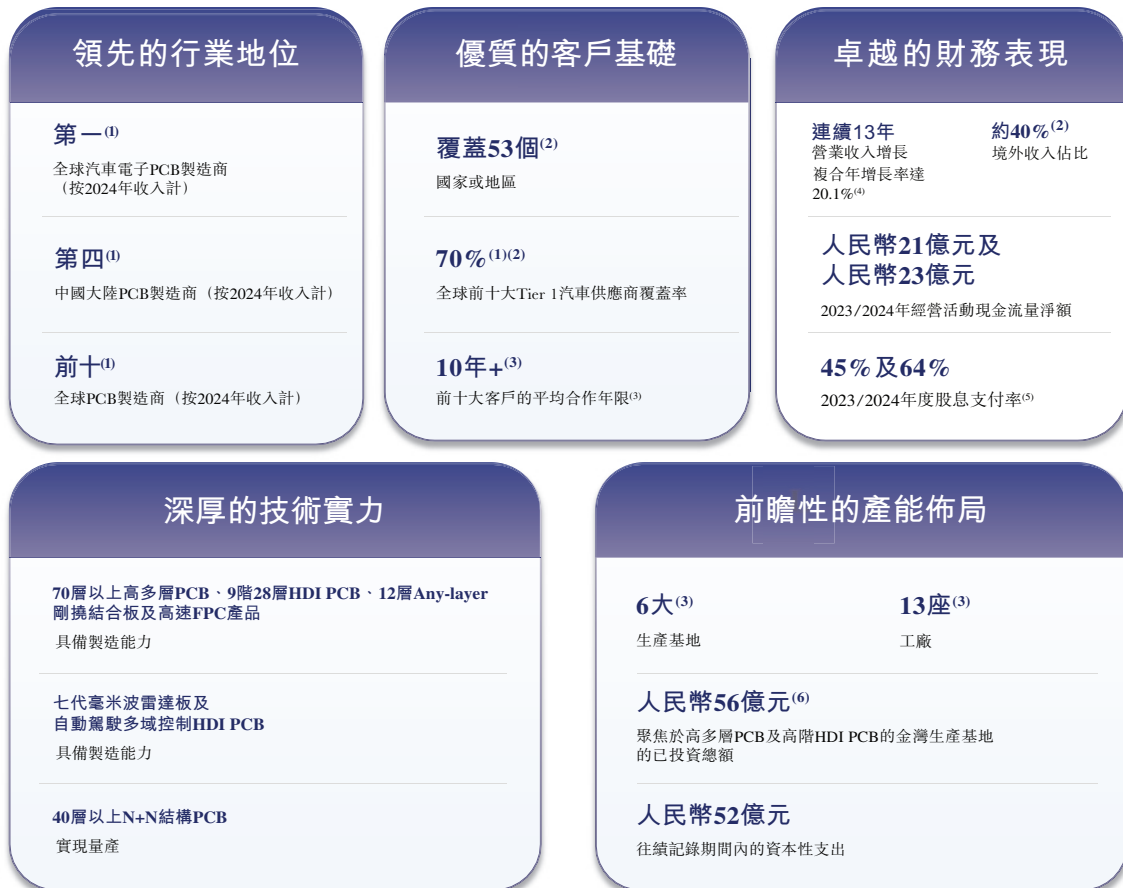 領先的行業地位
第一(1)
全球汽車電子PCB製造商
（按2024年收入計）
第四(1)
中國大陸PCB製造商（按2024年收入計）
前十(1)
全球PCB製造商（按2024年收入計）
優質的客戶基礎
覆蓋53個(2)
國家或地區
70%(1)(2)
全球前十大Tier 1汽車供應商覆蓋率
10年+(3)
前十大客戶的平均合作年限(3)
卓越的財務表現
連續13年
營業收入增長
複合年增長率達
20.1%(4)
約40%(2)
境外收入佔比
人民幣21億元及
人民幣23億元
2023/2024年經營活動現金流量淨額
45%及64%
2023/2024年度股息支付率(5)
深厚的技術實力
70層以上高多層PCB、9階28層HDI PCB、12層Any-layer
剛撓結合板及高速FPC產品
具備製造能力
七代毫米波雷達板及
自動駕駛多域控制HDI PCB
具備製造能力
40層以上N+N結構PCB
實現量產
前瞻性的產能佈局
6大(3)
生產基地
13座(3)
工廠
人民幣56億元(6)
聚焦於高多層PCB及高階HDI PCB的金灣生產基地
的已投資總額
人民幣52億元
往績記錄期間內的資本性支出